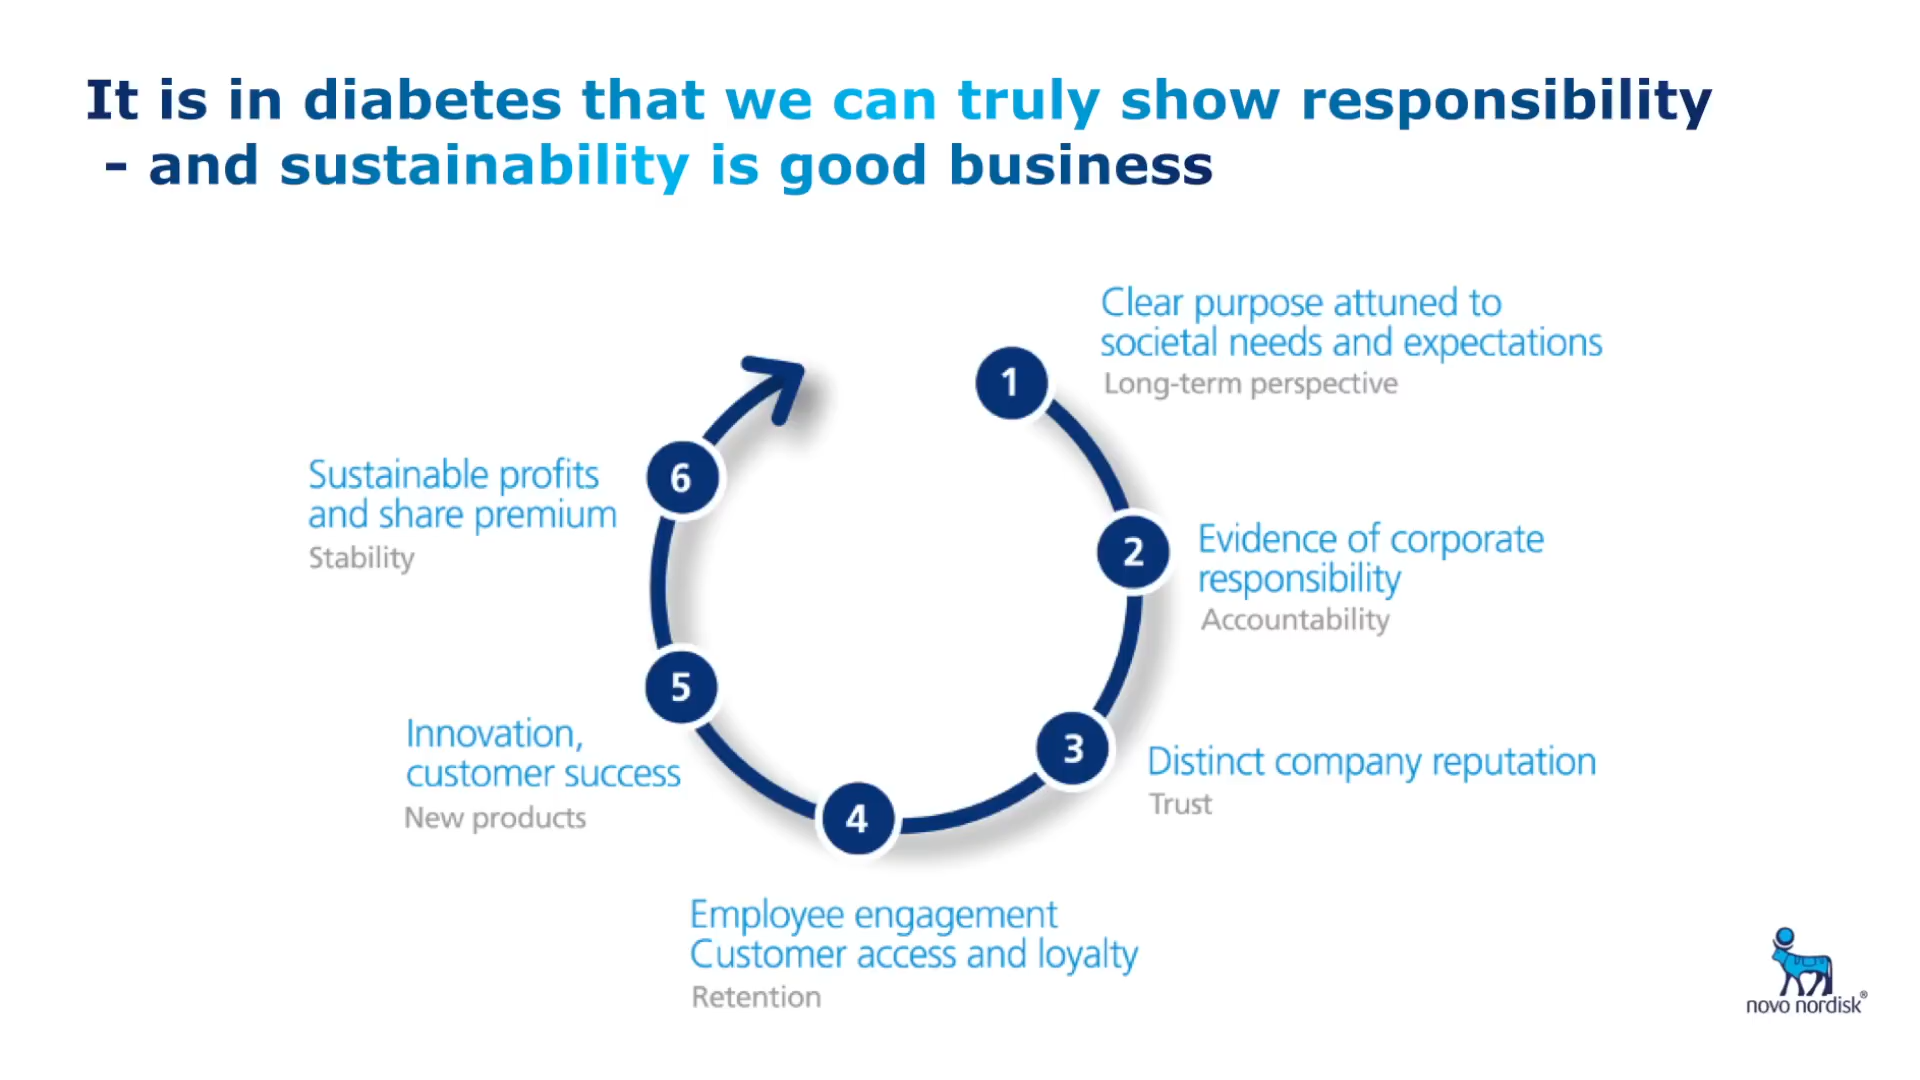 It is in diabetes that we can truly show responsibility
- and sustainability is good business
1
Clear purpose attuned to
societal needs and expectations
Long-term perspective
2
Evidence of corporate
responsibility
Accountability
3
Distinct company reputation
Trust
4
Employee engagement
Customer access and loyalty
Retention
5
Innovation,
customer success
New products
6
Sustainable profits
and share premium
Stability
novo nordisk®